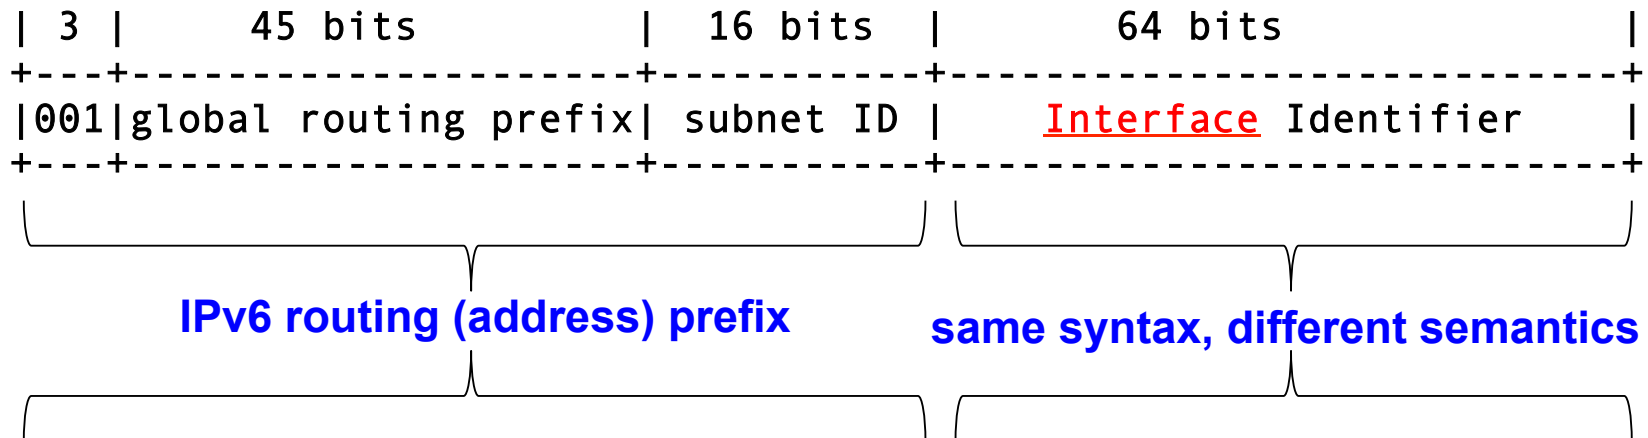 | 3 |     45 bits         |  16 bits  |       64 bits              |
+---+---------------------+-----------+----------------------------+
|001|global routing prefix| subnet ID |    Interface Identifier    |
+---+---------------------+-----------+----------------------------+
IPv6 routing (address) prefix
same syntax, different semantics